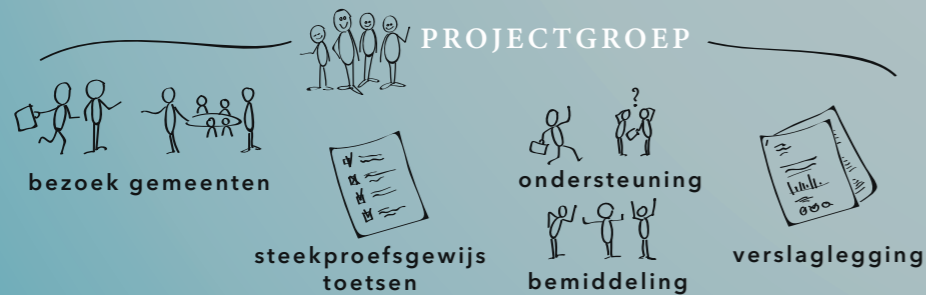 PROJECTGROEP
?
bezoek gemeenten
steekproefsgewijs
toetsen
ondersteuning
bemiddeling
verslaglegging